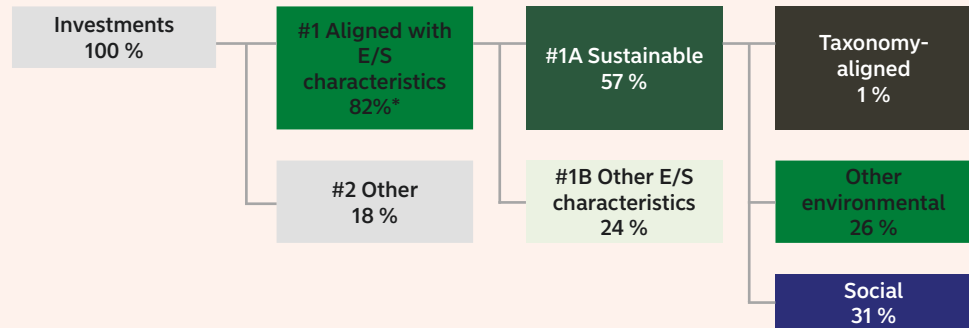 Investments
100 %
#1 Aligned with
E/S
characteristics
82%*
#1A Sustainable
57 %
Taxonomy-
aligned
1 %
#2 Other
18 %
#1B Other E/S
characteristics
24 %
Other
environmental
26 %
Social
31 %